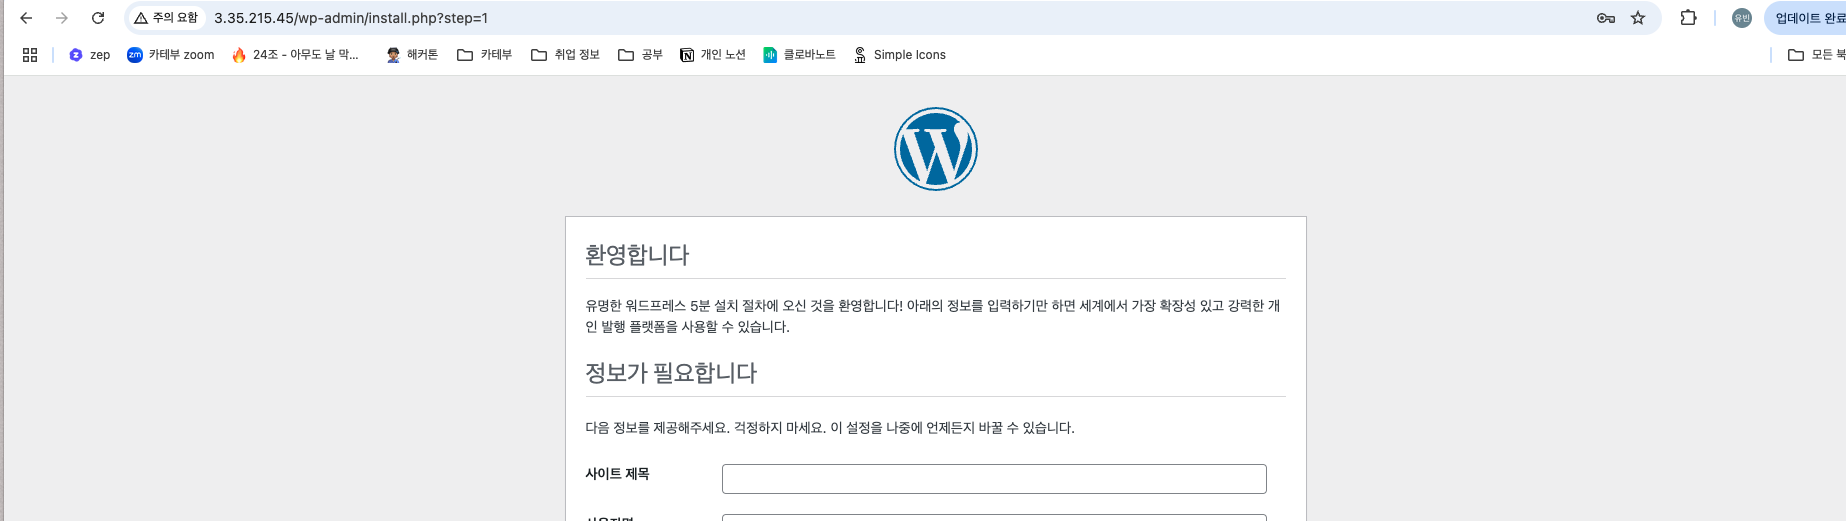 주의 요함 3.35.215.45/wp-admin/install.php?step=1 유빈 업데이트 완료
zep zm 카테부 zoom 24조 - 아무도 날 막... 해커톤 카테부 취업 정보 공부 개인 노션 클로바노트 Simple Icons 모든 북
환영합니다
유명한 워드프레스 5분 설치 절차에 오신 것을 환영합니다! 아래의 정보를 입력하기만 하면 세계에서 가장 확장성 있고 강력한 개
인 발행 플랫폼을 사용할 수 있습니다.
정보가 필요합니다
다음 정보를 제공해주세요. 걱정하지 마세요. 이 설정을 나중에 언제든지 바꿀 수 있습니다.
사이트 제목